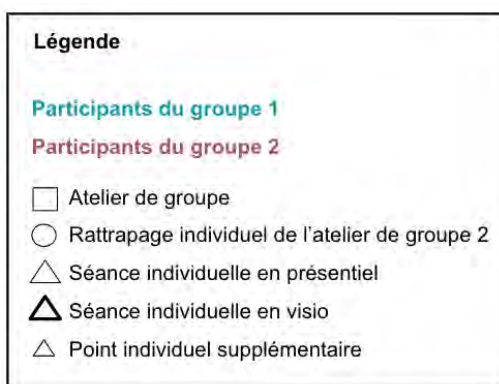 Légende
Participants du groupe 1
Participants du groupe 2
Atelier de groupe
Rattrapage individuel de l'atelier de groupe 2
Séance individuelle en présentiel
Séance individuelle en visio
Point individuel supplémentaire